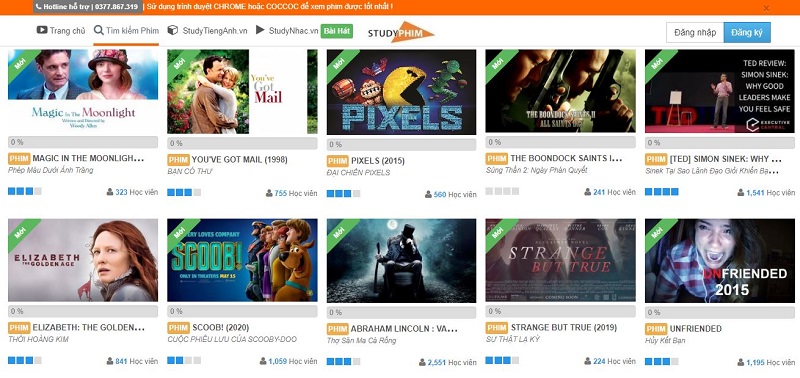 Hotline hỗ trợ | 0377.867.319 | Sử dụng trình duyệt CHROME hoặc COCCOC để xem phim được tốt nhất !
Trang chủ
Tìm kiếm Phim
StudyTiengAnh.vn
StudyNhac.vn Bài Hát
STUDYPHIM
Đăng nhập
Đăng ký
Mới
MAGIC IN THE MOONLIGHT
Written and Directed by
Woody Allen
Mới
YOU'VE GOT Mail
Mới
PIXELS
Mới
THE BOONDOCK SAINTS II
ALL SAINTS DAY
Mới
TED REVIEW:
SIMON SINEK:
WHY GOOD
LEADERS MAKE
YOU FEEL SAFE
EXECUTIVE
CENTRAL
0 %
0 %
0 %
0 %
0 %
PHIM MAGIC IN THE MOONLIGH...
Phép Màu Dưới Ánh Trăng
323 Học viên
PHIM YOU'VE GOT MAIL (1998)
BẠN CÓ THƯ
755 Học viên
PHIM PIXELS (2015)
ĐẠI CHIẾN PIXELS
560 Học viên
PHIM THE BOONDOCK SAINTS I...
Súng Thần 2: Ngày Phán Quyết
241 Học viên
PHIM [TED] SIMON SINEK: WHY ...
Sinek Tại Sao Lãnh Đạo Giỏi Khiến Bạ...
1,541 Học viên
Mới
ELIZABETH
THE GOLDEN AGE
Mới
EVERY LOVES COMPANY
SCOOB!
ONLY IN THEATERS MAY 15
Mới
Mới
STRANGE
BUT TRUE
COMING SOON
Mới
UNFRIENDED
2015
0 %
0 %
0 %
0 %
0 %
PHIM ELIZABETH: THE GOLDEN...
THỜI HOÀNG KIM
841 Học viên
PHIM SCOOB! (2020)
CUỘC PHIÊU LƯU CỦA SCOOBY-DOO
1,059 Học viên
PHIM ABRAHAM LINCOLN : VA...
Thợ Săn Ma Cà Rồng
2,551 Học viên
PHIM STRANGE BUT TRUE (2019)
SỰ THẬT LẠ KỲ
224 Học viên
PHIM UNFRIENDED
Hủy Kết Bạn
1,195 Học viên